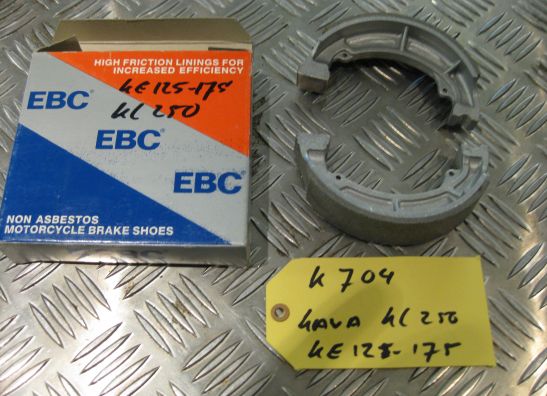 HIGH FRICTION LININGS FOR
INCREASED EFFICIENCY
KE 125-175
KL 250
EBC
EBC
EBC
NON ASBESTOS
MOTORCYCLE BRAKE SHOES
K 704
KAWA KL 250
KE 125-175